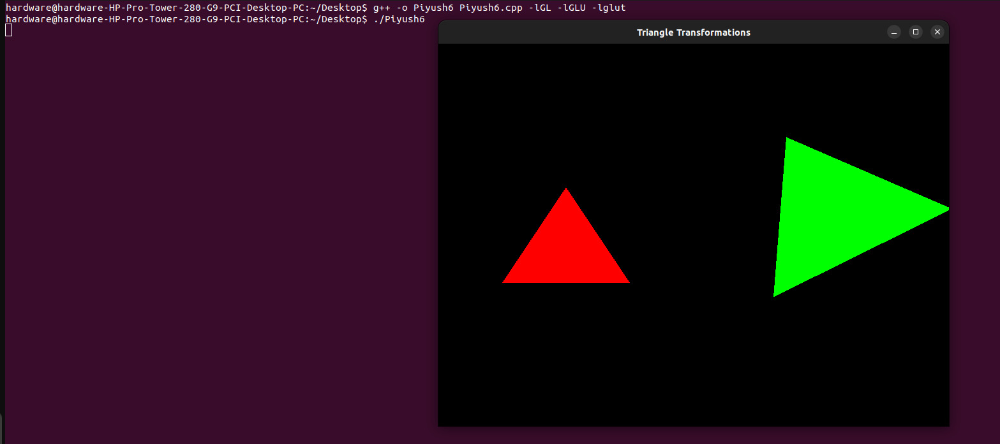 hardware@hardware-HP-Pro-Tower-280-G9-PCI-Desktop-PC:~/Desktop$ g++ -o Piyush6 Piyush6.cpp -lGL -lGLU -lglut
hardware@hardware-HP-Pro-Tower-280-G9-PCI-Desktop-PC:~/Desktop$ ./Piyush6
Triangle Transformations